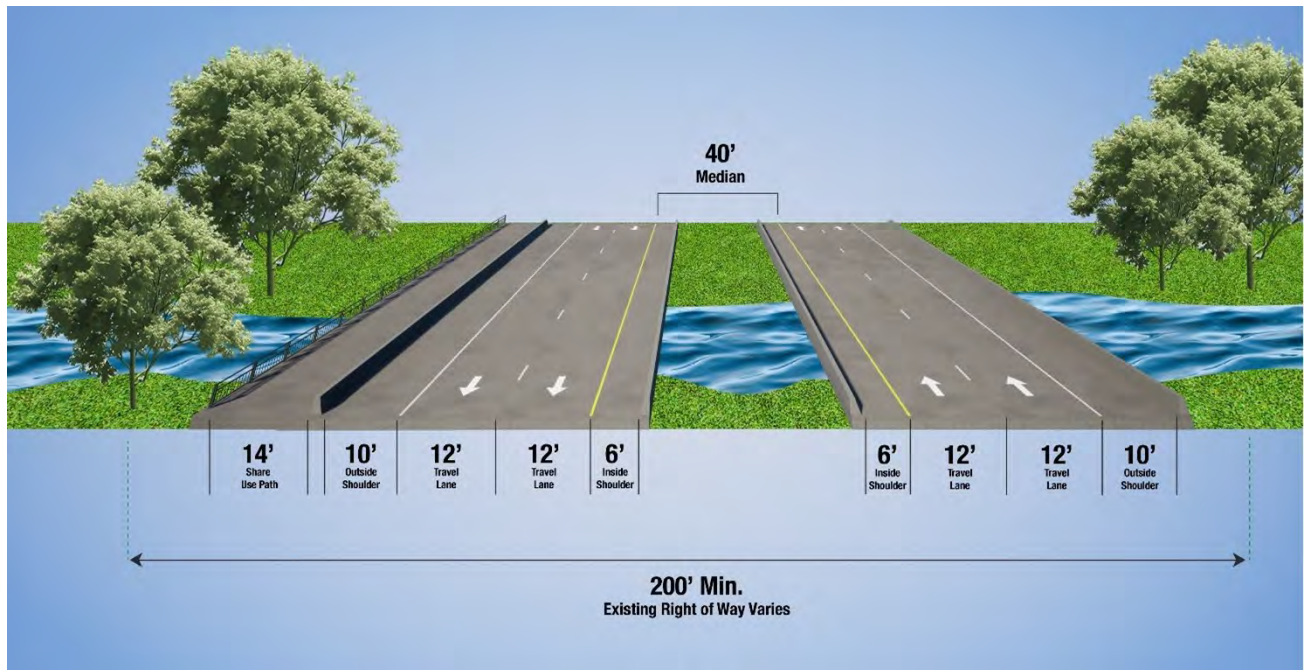 40’
Median
14’
Share
Use Path
10’
Outside
Shoulder
12’
Travel
Lane
12’
Travel
Lane
6’
Inside
Shoulder
6’
Inside
Shoulder
12’
Travel
Lane
12’
Travel
Lane
10’
Outside
Shoulder
200’ Min.
Existing Right of Way Varies